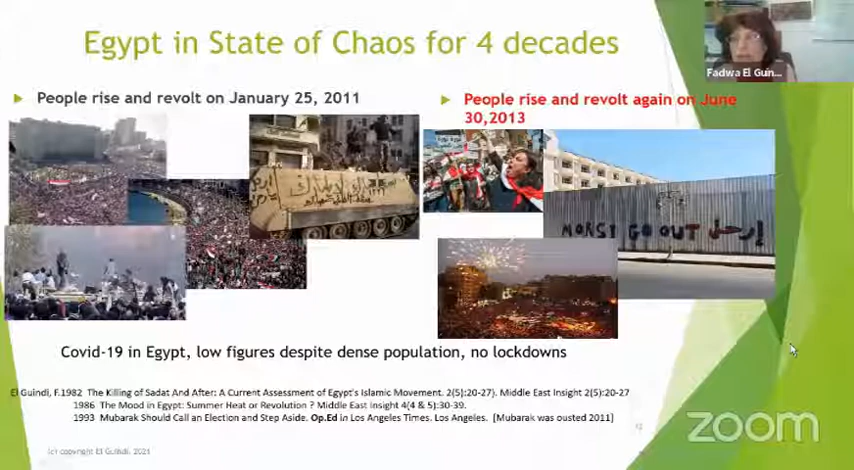 Egypt in State of Chaos for 4 decades
Fadwa El Guin...
People rise and revolt on January 25, 2011
People rise and revolt again on June
30,2013
MORSI GO OUT إرحل
Covid-19 in Egypt, low figures despite dense population, no lockdowns
El Guindi, F.1982 The Killing of Sadat And After: A Current Assessment of Egypt's Islamic Movement. 2(5):20-27). Middle East Insight 2(5):20-27
1986 The Mood in Egypt: Summer Heat or Revolution ? Middle East Insight 4(4 & 5):30-39.
1993 Mubarak Should Call an Election and Step Aside. Op.Ed in Los Angeles Times. Los Angeles. [Mubarak was ousted 2011]
zoom
(c) copyright El Guindi, 2021